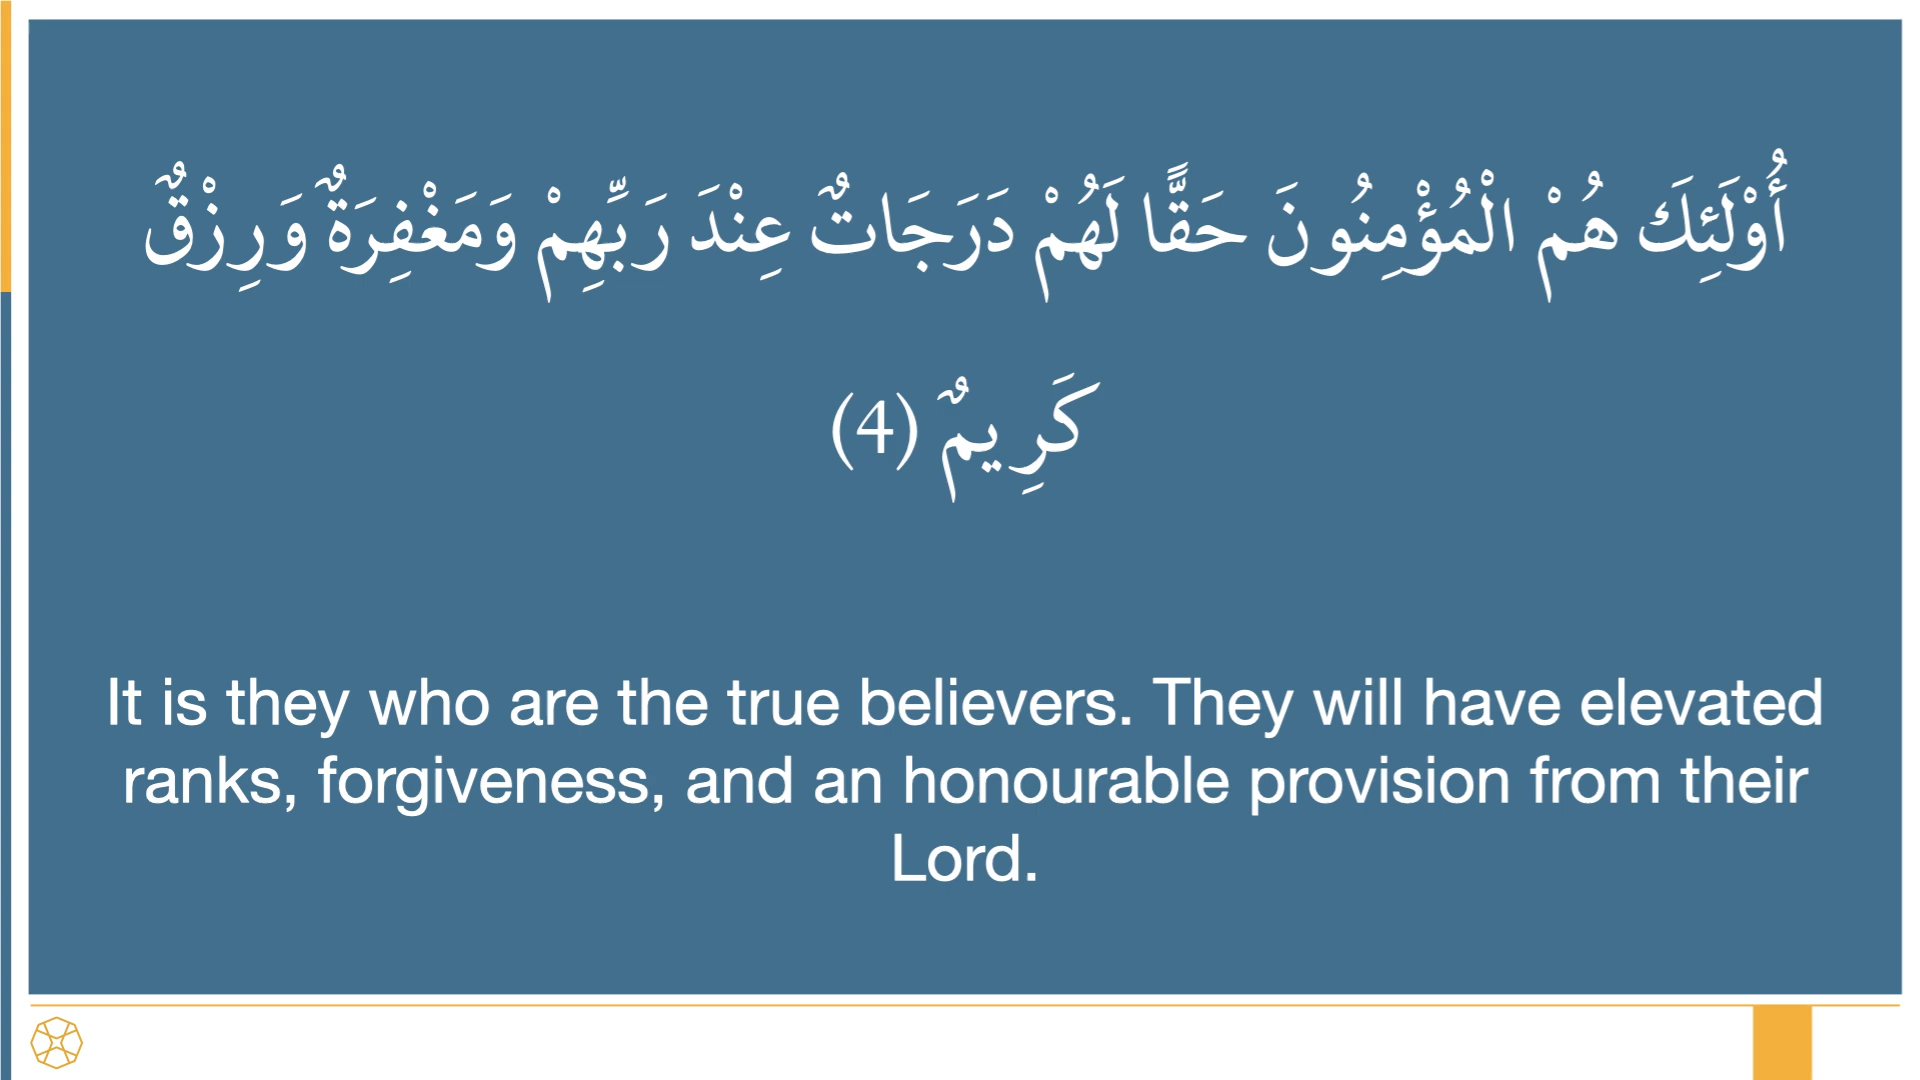 أُوْلَئِكَ هُمْ الْمُؤْمِنُونَ حَقًّا لَهُمْ دَرَجَاتٌ عِنْدَ رَبِّهِمْ وَمَغْفِرَةٌ وَرِزْقٌ
كَرِيمٌ (4)
It is they who are the true believers. They will have elevated
ranks, forgiveness, and an honourable provision from their
Lord.